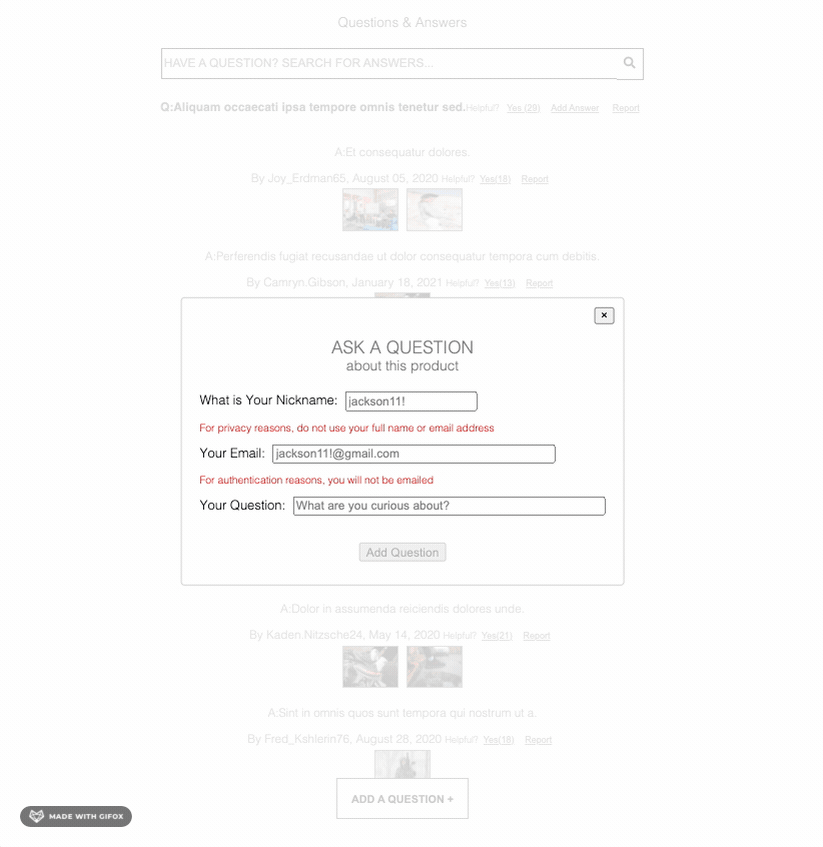 Questions & Answers
HAVE A QUESTION? SEARCH FOR ANSWERS...
Q:Aliquam occaecati ipsa tempore omnis tenetur sed.Helpful? Yes (29) Add Answer Report
A:Et consequatur dolores.
By Joy_Erdman65, August 05, 2020 Helpful? Yes(18) Report
A:Perferendis fugiat recusandae ut dolor consequatur tempora cum debitis.
By Camryn.Gibson, January 18, 2021 Helpful? Yes(13) Report
×
ASK A QUESTION
about this product
What is Your Nickname: jackson11!
For privacy reasons, do not use your full name or email address
Your Email: jackson11!@gmail.com
For authentication reasons, you will not be emailed
Your Question: What are you curious about?
Add Question
A:Dolor in assumenda reiciendis dolores unde.
By Kaden.Nitzsche24, May 14, 2020 Helpful? Yes(21) Report
A:Sint in omnis quos sunt tempora qui nostrum ut a.
By Fred_Kshlerin76, August 28, 2020 Helpful? Yes(16) Report
ADD A QUESTION +
MADE WITH GIFOX